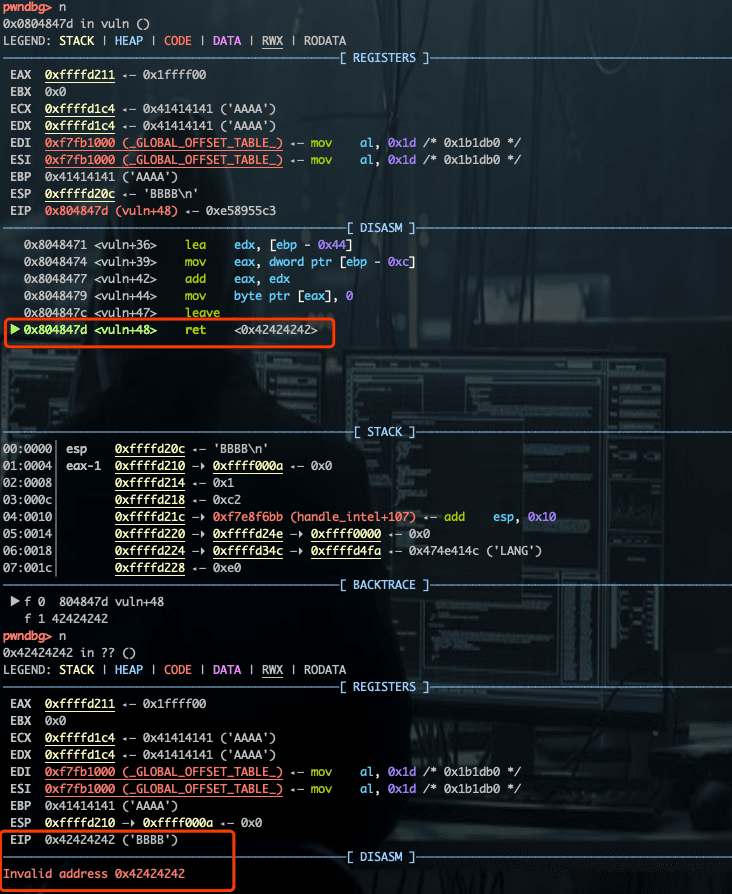 pwndbg> n
0x0804847d in vuln ()
LEGEND: STACK | HEAP | CODE | DATA | RWX | RODATA
[ REGISTERS ]
EAX 0xffffd211 ◂— 0x1ffff00
EBX 0x0
ECX 0xffffd1c4 ◂— 0x41414141 ('AAAA')
EDX 0xffffd1c4 ◂— 0x41414141 ('AAAA')
EDI 0xf7fb1000 (_GLOBAL_OFFSET_TABLE_) ◂— mov al, 0x1d /* 0x1b1db0 */
ESI 0xf7fb1000 (_GLOBAL_OFFSET_TABLE_) ◂— mov al, 0x1d /* 0x1b1db0 */
EBP 0x41414141 ('AAAA')
ESP 0xffffd20c ◂— 'BBBB\n'
EIP 0x804847d (vuln+48) ◂— 0xe58955c3
[ DISASM ]
0x8048471 <vuln+36> lea edx, [ebp - 0x44]
0x8048474 <vuln+39> mov eax, dword ptr [ebp - 0xc]
0x8048477 <vuln+42> add eax, edx
0x8048479 <vuln+44> mov byte ptr [eax], 0
0x804847c <vuln+47> leave
► 0x804847d <vuln+48> ret <0x42424242>
[ STACK ]
00:0000│ esp 0xffffd20c ◂— 'BBBB\n'
01:0004│ eax-1 0xffffd210 —▸ 0xffff000a ◂— 0x0
02:0008│ 0xffffd214 ◂— 0x1
03:000c│ 0xffffd218 ◂— 0xc2
04:0010│ 0xffffd21c —▸ 0xf7e8f6bb (handle_intel+107) ◂— add esp, 0x10
05:0014│ 0xffffd220 —▸ 0xffffd24e —▸ 0xffff0000 ◂— 0x0
06:0018│ 0xffffd224 —▸ 0xffffd34c —▸ 0xffffd4fa ◂— 0x474e414c ('LANG')
07:001c│ 0xffffd228 ◂— 0xe0
[ BACKTRACE ]
► f 0 804847d vuln+48
f 1 42424242
pwndbg> n
0x42424242 in ?? ()
LEGEND: STACK | HEAP | CODE | DATA | RWX | RODATA
[ REGISTERS ]
EAX 0xffffd211 ◂— 0x1ffff00
EBX 0x0
ECX 0xffffd1c4 ◂— 0x41414141 ('AAAA')
EDX 0xffffd1c4 ◂— 0x41414141 ('AAAA')
EDI 0xf7fb1000 (_GLOBAL_OFFSET_TABLE_) ◂— mov al, 0x1d /* 0x1b1db0 */
ESI 0xf7fb1000 (_GLOBAL_OFFSET_TABLE_) ◂— mov al, 0x1d /* 0x1b1db0 */
EBP 0x41414141 ('AAAA')
ESP 0xffffd210 —▸ 0xffff000a ◂— 0x0
EIP 0x42424242 ('BBBB')
[ DISASM ]
Invalid address 0x42424242